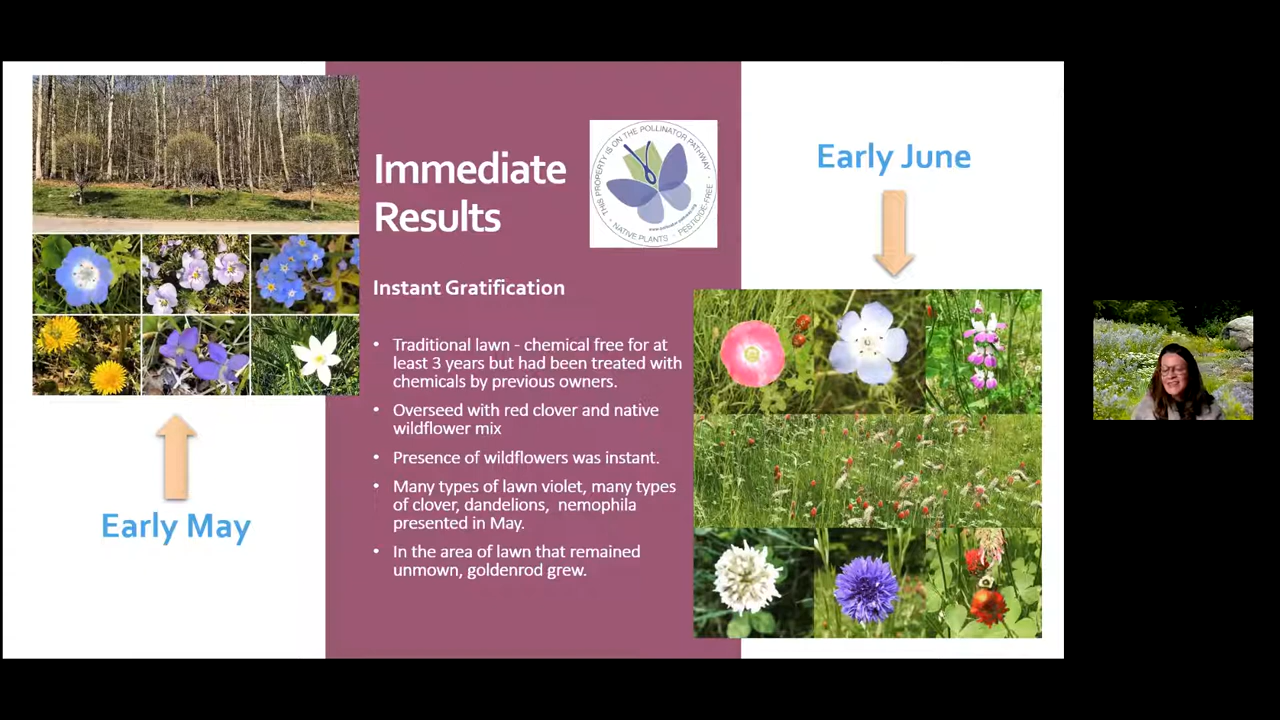 Immediate
Results
THIS PROPERTY IS ON THE POLLINATOR PATHWAY
- NATIVE PLANTS - PESTICIDE-FREE -
Instant Gratification
• Traditional lawn - chemical free for at
least 3 years but had been treated with
chemicals by previous owners.
• Overseed with red clover and native
wildflower mix
• Presence of wildflowers was instant.
• Many types of lawn violet, many types
of clover, dandelions, nemophila
presented in May.
• In the area of lawn that remained
unmown, goldenrod grew.
Early May
Early June